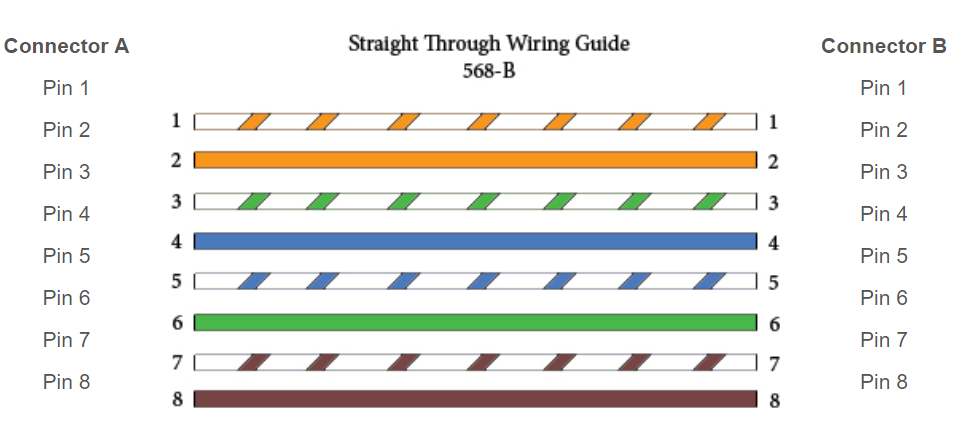 Connector A
Straight Through Wiring Guide
Connector B
568-B
Pin 1
Pin 1
1
1
Pin 2
Pin 2
2
2
Pin 3
Pin 3
3
3
Pin 4
Pin 4
4
4
Pin 5
Pin 5
5
5
Pin 6
Pin 6
6
6
Pin 7
Pin 7
7
7
Pin 8
Pin 8
8
8